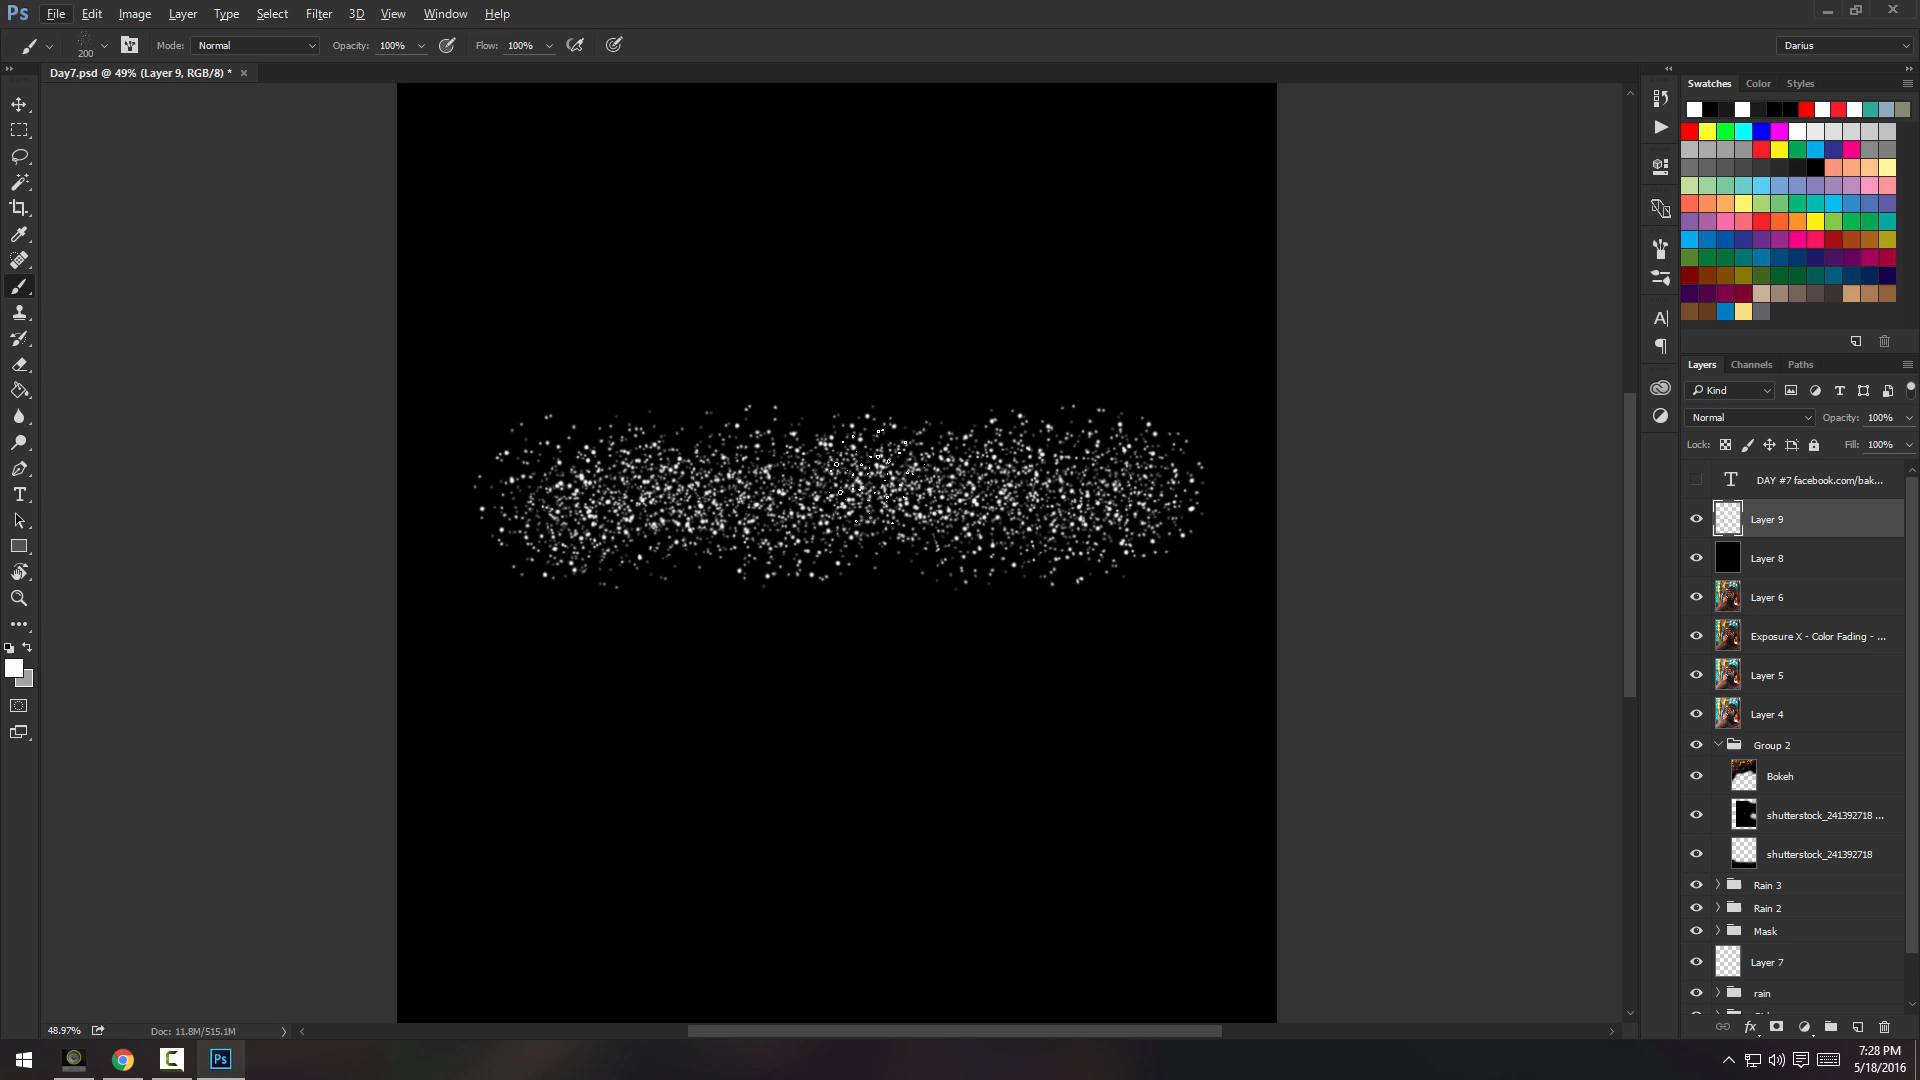 Ps File Edit Image Layer Type Select Filter 3D View Window Help
200 Mode: Normal Opacity: 100% Flow: 100% Darius
Day7.psd @ 49% (Layer 9, RGB/8) * ×
Swatches Color Styles
Layers Channels Paths
Kind
Normal Opacity: 100%
Lock: Fill: 100%
DAY #7 facebook.com/bak...
Layer 9
Layer 8
Layer 6
Exposure X - Color Fading - ...
Layer 5
Layer 4
Group 2
Bokeh
shutterstock_241392718 ...
shutterstock_241392718
Rain 3
Rain 2
Mask
Layer 7
rain
48.97% Doc: 11.8M/515.1M
Ps
7:28 PM
5/18/2016